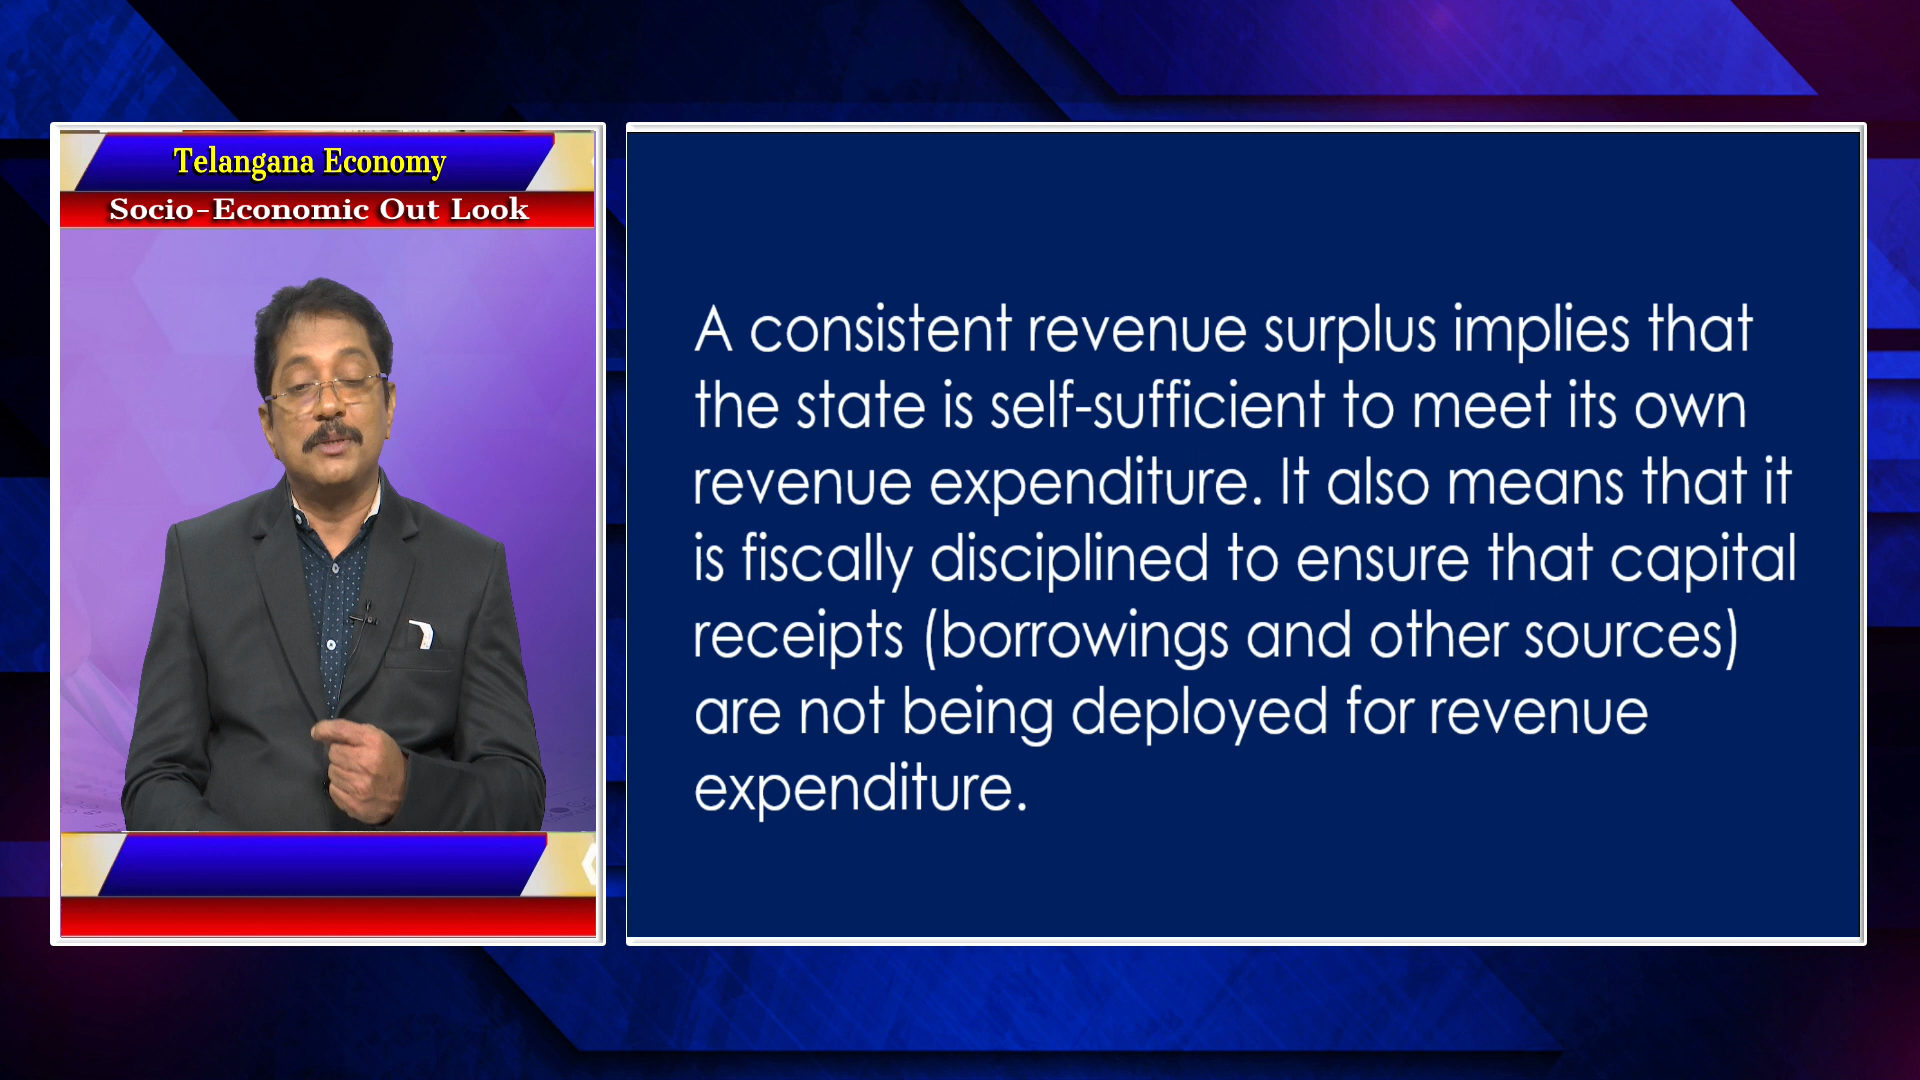 Telangana Economy
Socio-Economic Out Look
A consistent revenue surplus implies that
the state is self-sufficient to meet its own
revenue expenditure. It also means that it
is fiscally disciplined to ensure that capital
receipts (borrowings and other sources)
are not being deployed for revenue
expenditure.